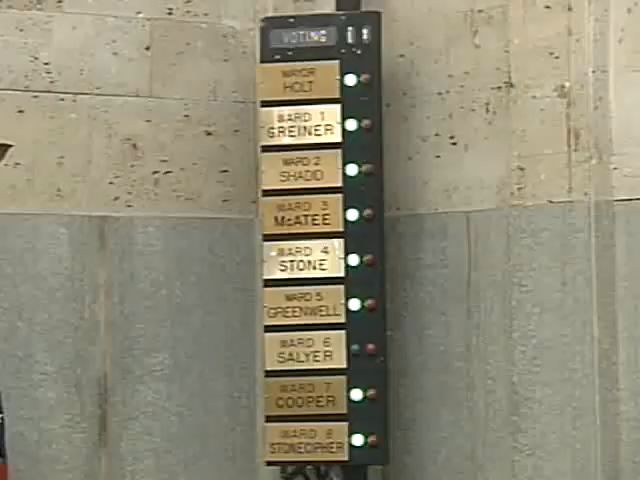 VOTING
MAYOR
HOLT
WARD 1
GREINER
WARD 2
SHADID
WARD 3
McATEE
WARD 4
STONE
WARD 5
GREENWELL
WARD 6
SALYER
WARD 7
COOPER
WARD 8
STONECIPHER